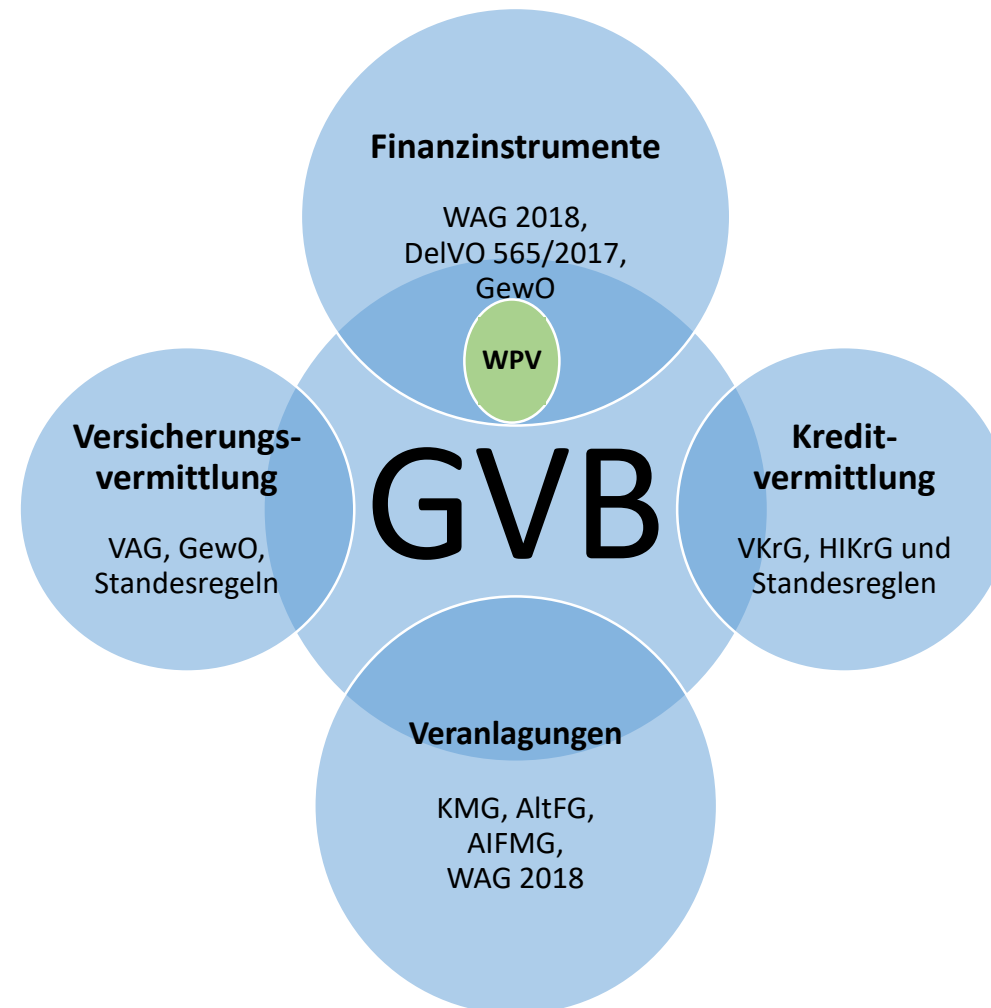 Finanzinstrumente
WAG 2018,
DelVO 565/2017,
GewO
WPV
Versicherungs-
vermittlung
VAG, GewO,
Standesregeln
GVB
Kredit-
vermittlung
VKrG, HIKrG und
Standesreglen
Veranlagungen
KMG, AltFG,
AIFMG,
WAG 2018